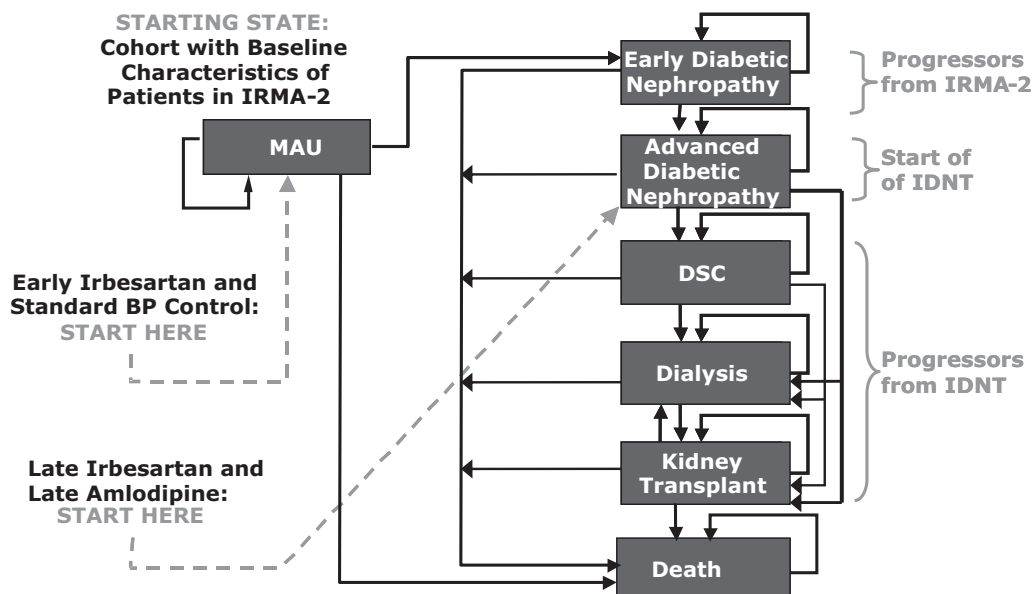 STARTING STATE:
Cohort with Baseline
Characteristics of
Patients in IRMA-2
MAU
Early Irbesartan and
Standard BP Control:
START HERE
Late Irbesartan and
Late Amlodipine:
START HERE
Early Diabetic
Nephropathy
Advanced
Diabetic
Nephropathy
DSC
Dialysis
Kidney
Transplant
Death
Progressors
from IRMA-2
Start of
of IDNT
Progressors
from IDNT